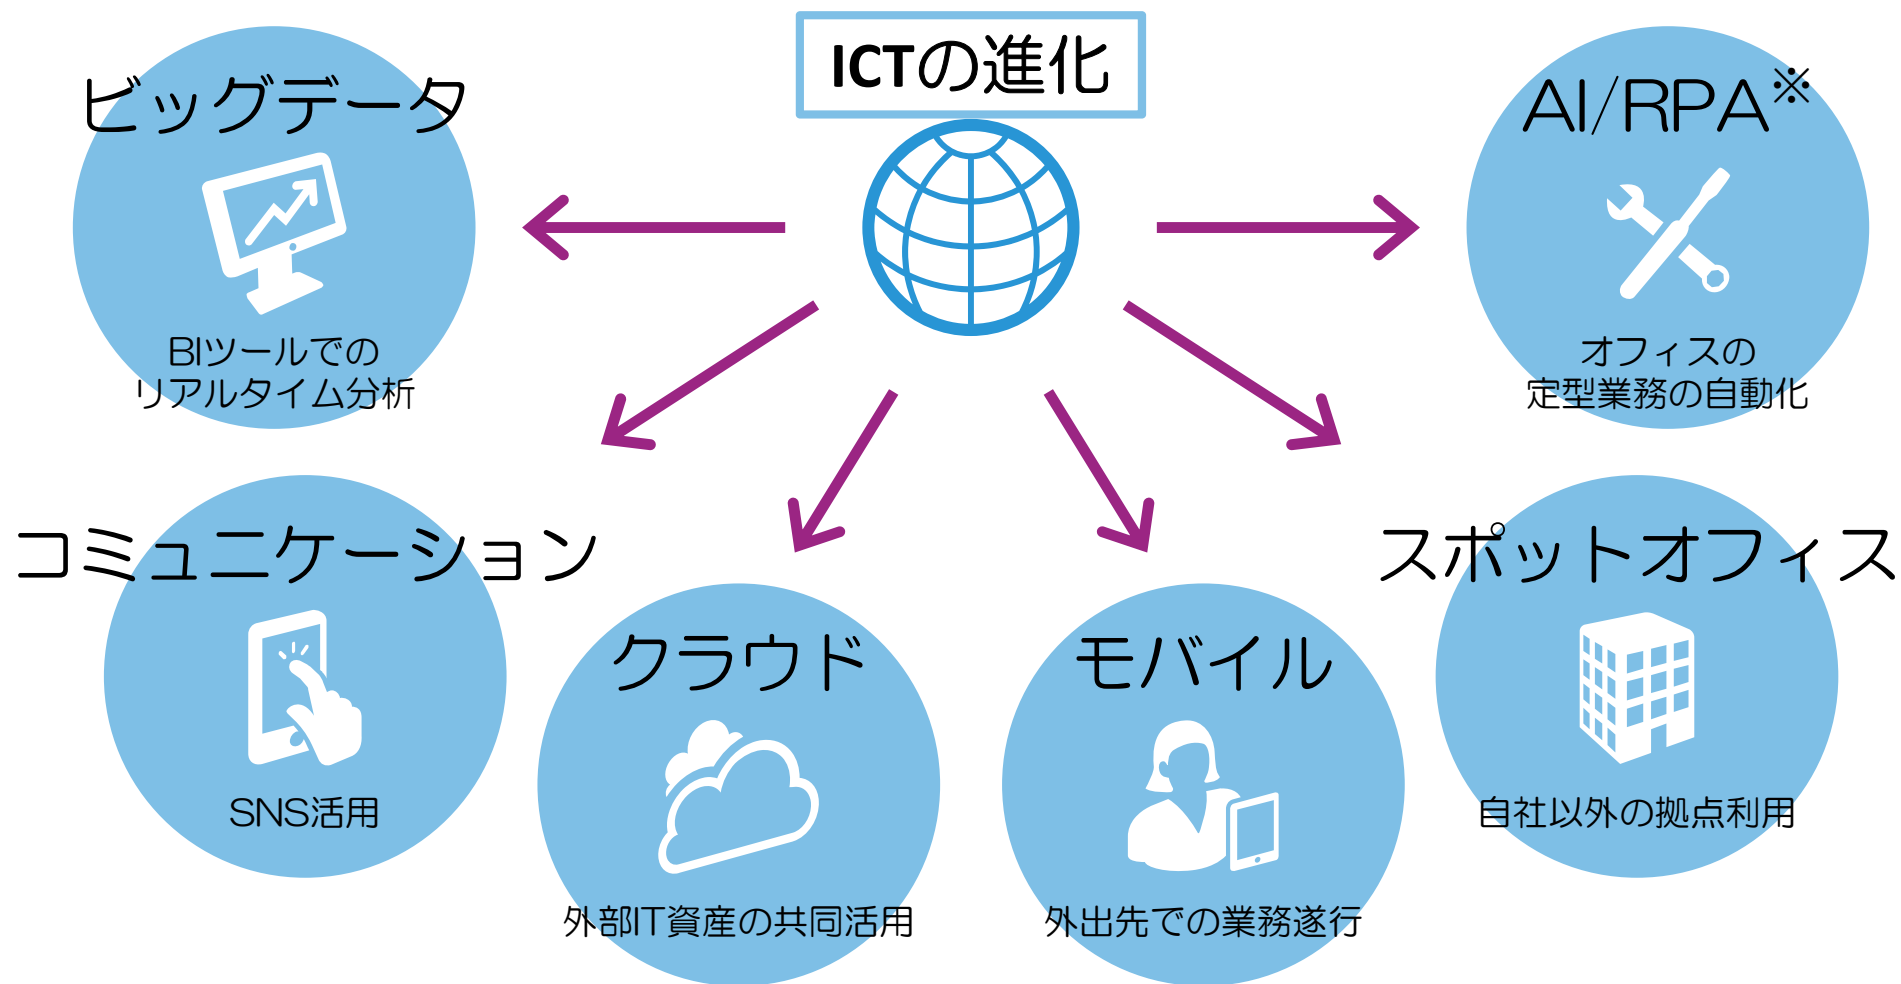 ICTの進化
ビッグデータ
BIツールでの
リアルタイム分析
AI/RPA※
オフィスの
定型業務の自動化
コミュニケーション
SNS活用
クラウド
外部IT資産の共同活用
モバイル
外出先での業務遂行
スポットオフィス
自社以外の拠点利用